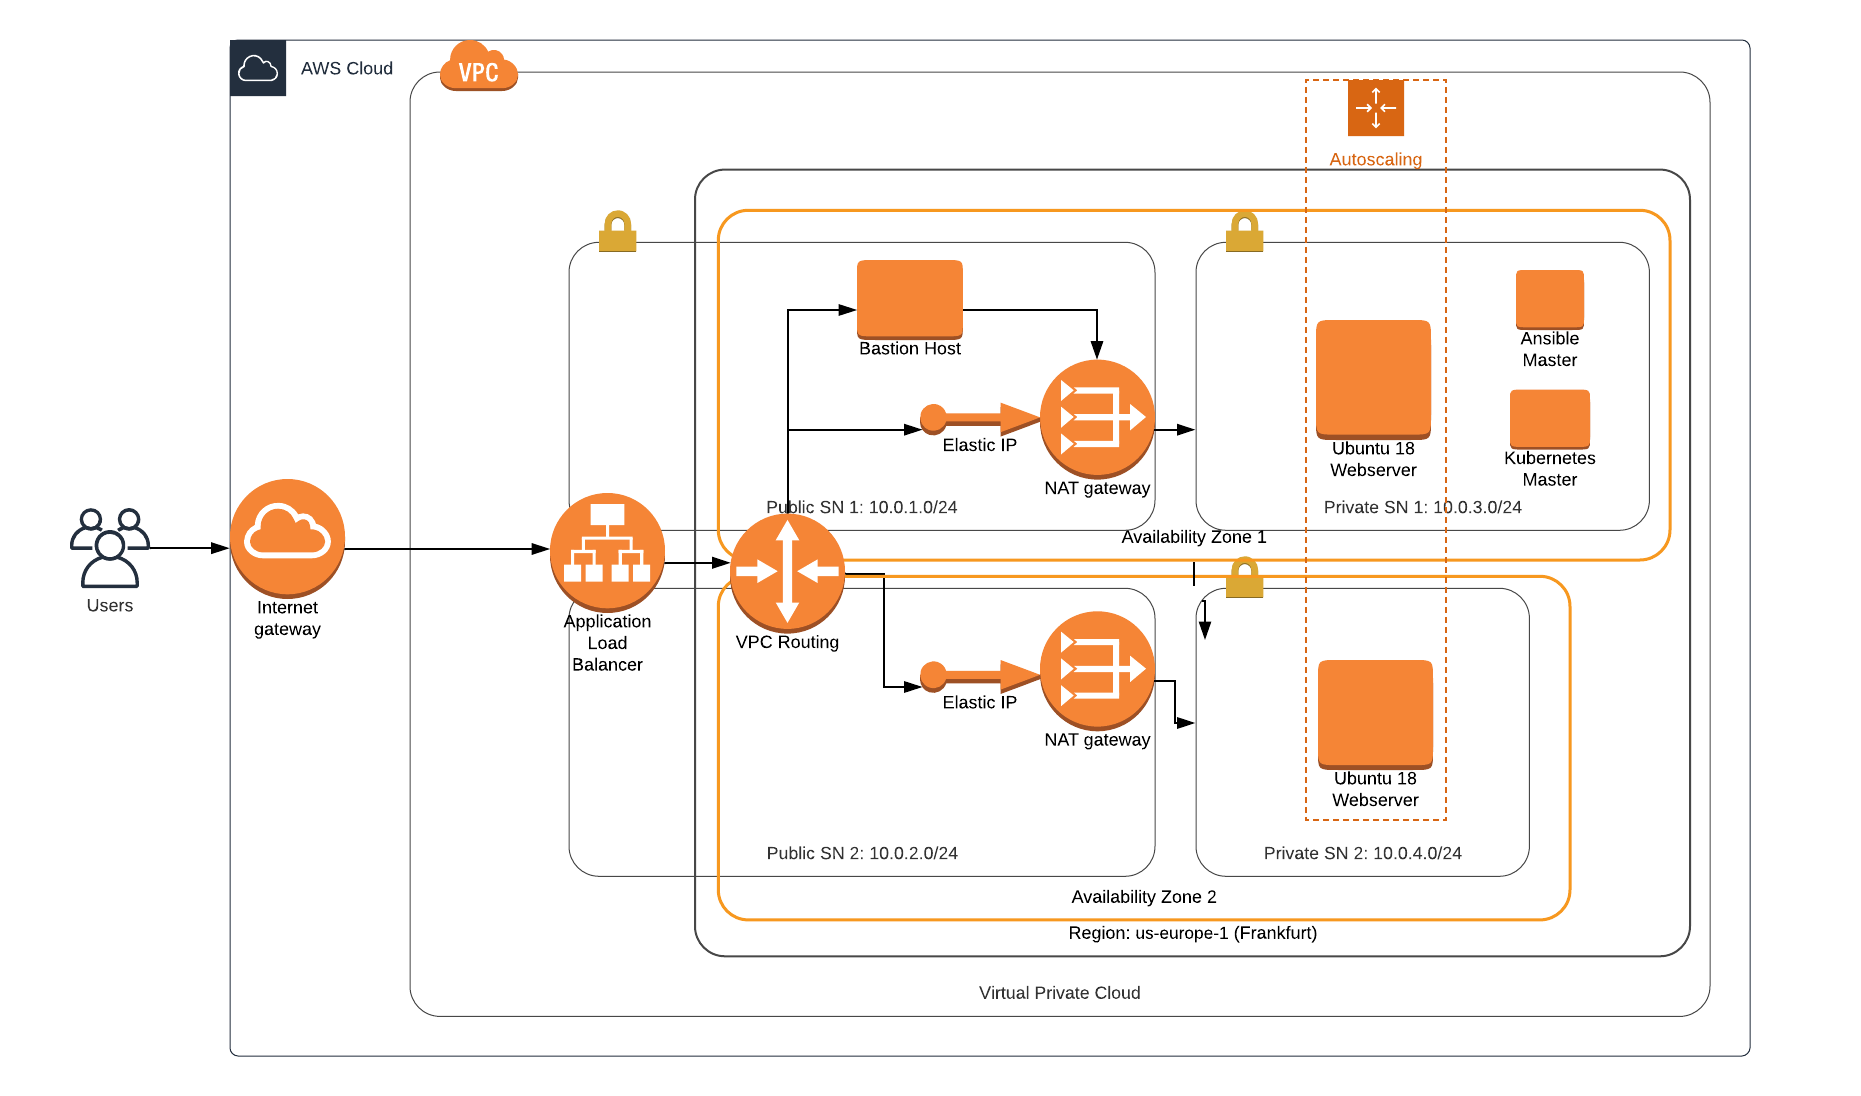 AWS Cloud
VPC
Autoscaling
Bastion Host
Elastic IP
NAT gateway
Public SN 1: 10.0.1.0/24
Ubuntu 18
Webserver
Ansible
Master
Kubernetes
Master
Private SN 1: 10.0.3.0/24
Availability Zone 1
Users
Internet
gateway
Application
Load
Balancer
VPC Routing
Elastic IP
NAT gateway
Public SN 2: 10.0.2.0/24
Ubuntu 18
Webserver
Private SN 2: 10.0.4.0/24
Availability Zone 2
Region: us-europe-1 (Frankfurt)
Virtual Private Cloud